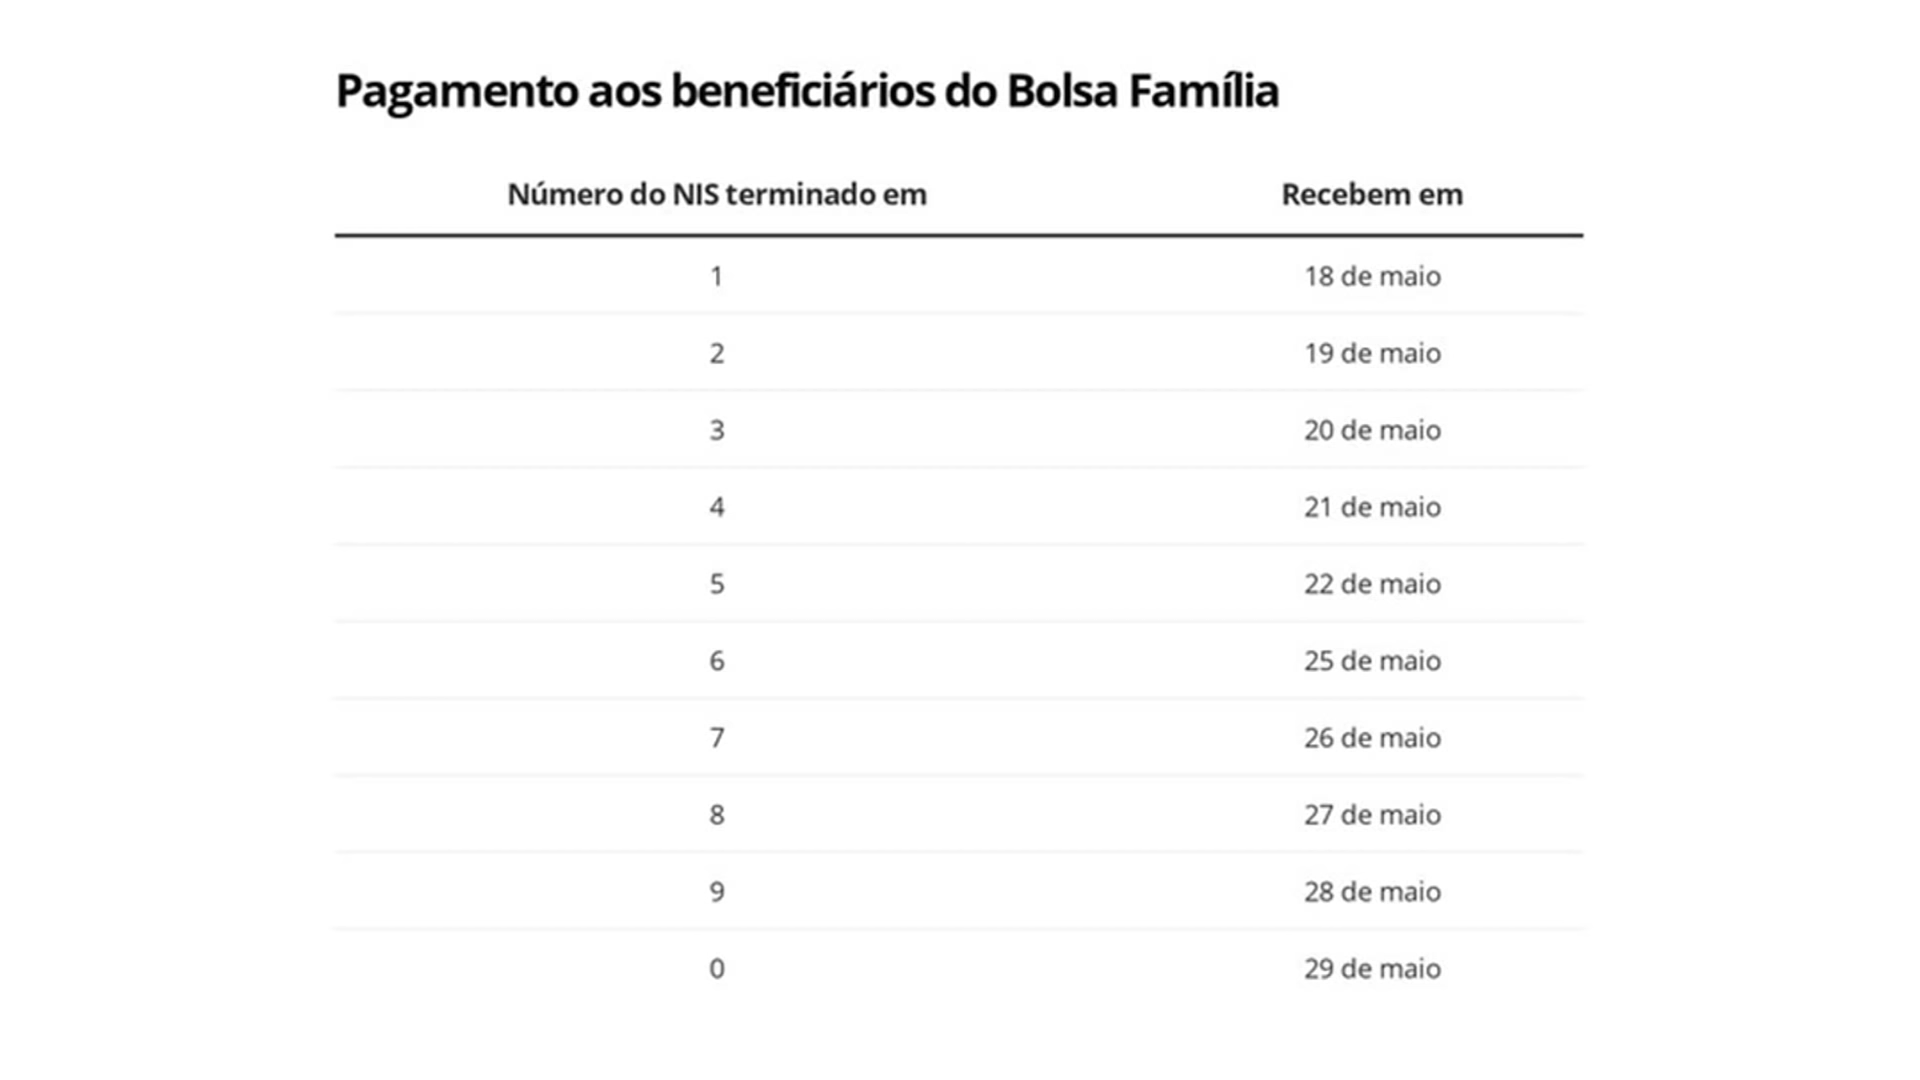 Pagamento aos beneficiários do Bolsa Família
Número do NIS terminado em Recebem em
1 18 de maio
2 19 de maio
3 20 de maio
4 21 de maio
5 22 de maio
6 25 de maio
7 26 de maio
8 27 de maio
9 28 de maio
0 29 de maio